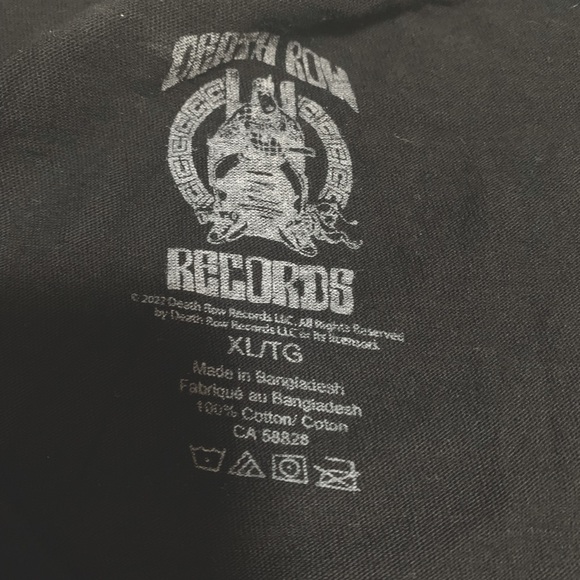 DEATH ROW
RECORDS
© 2022 Death Row Records LLC. All Rights Reserved
by Death Row Records LLC or its licensors.
XL/TG
Made in Bangladesh
Fabriqué au Bangladesh
100% Cotton/ Coton
CA 58828